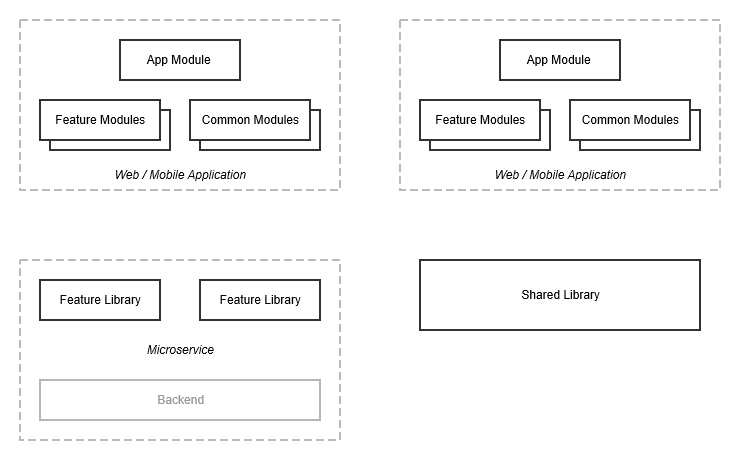 App Module
Feature Modules
Common Modules
Web / Mobile Application
App Module
Feature Modules
Common Modules
Web / Mobile Application
Feature Library
Feature Library
Microservice
Backend
Shared Library